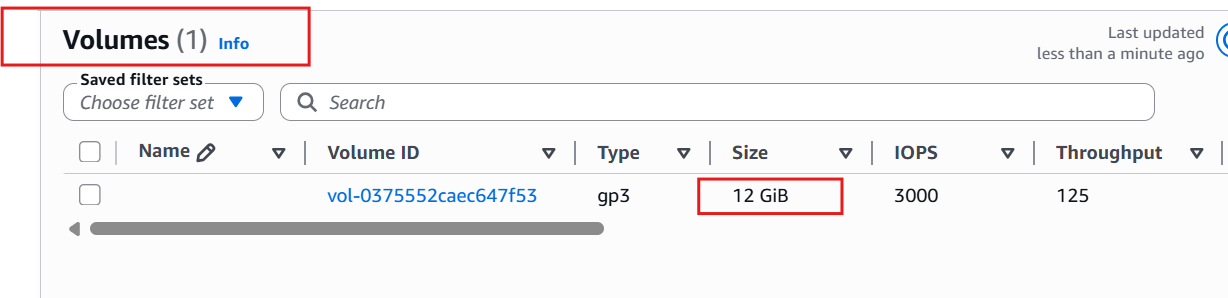 Volumes (1) Info
Last updated
less than a minute ago
Saved filter sets
Choose filter set
Search
Name Volume ID Type Size IOPS Throughput
vol-0375552caec647f53 gp3 12 GiB 3000 125